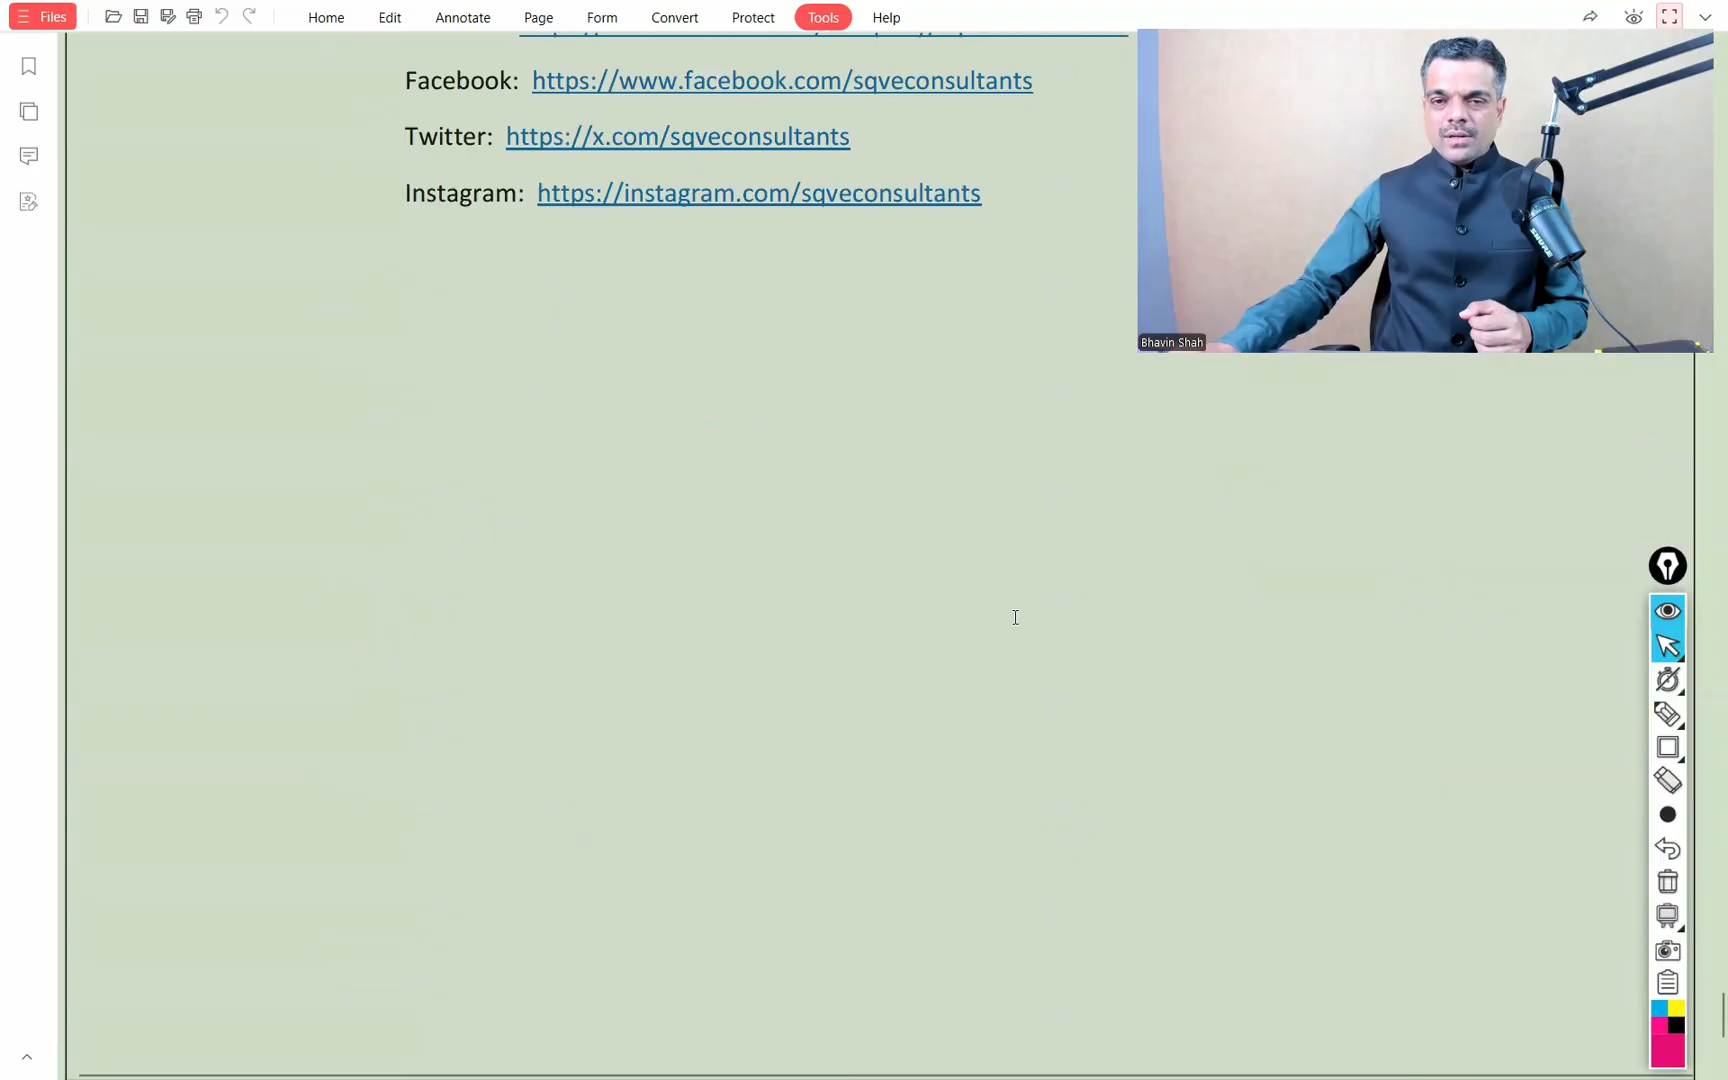 Files
Home Edit Annotate Page Form Convert Protect Tools Help
Facebook: https://www.facebook.com/sqveconsultants
Twitter: https://x.com/sqveconsultants
Instagram: https://instagram.com/sqveconsultants
SHURE
Bhavin Shah